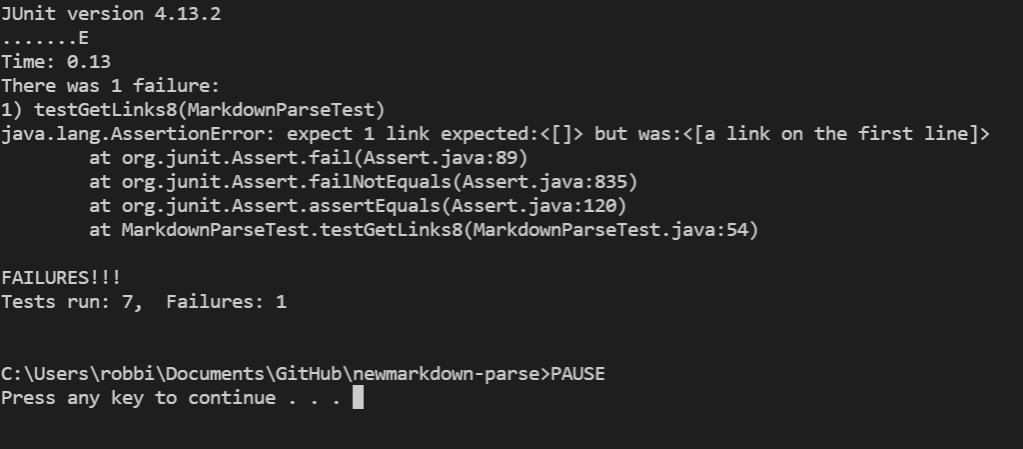 JUnit version 4.13.2
.......E
Time: 0.13
There was 1 failure:
1) testGetLinks8(MarkdownParseTest)
java.lang.AssertionError: expect 1 link expected:<[]> but was:<[a link on the first line]>
        at org.junit.Assert.fail(Assert.java:89)
        at org.junit.Assert.failNotEquals(Assert.java:835)
        at org.junit.Assert.assertEquals(Assert.java:120)
        at MarkdownParseTest.testGetLinks8(MarkdownParseTest.java:54)

FAILURES!!!
Tests run: 7,  Failures: 1

C:\Users\robbi\Documents\GitHub\newmarkdown-parse>PAUSE
Press any key to continue . . .